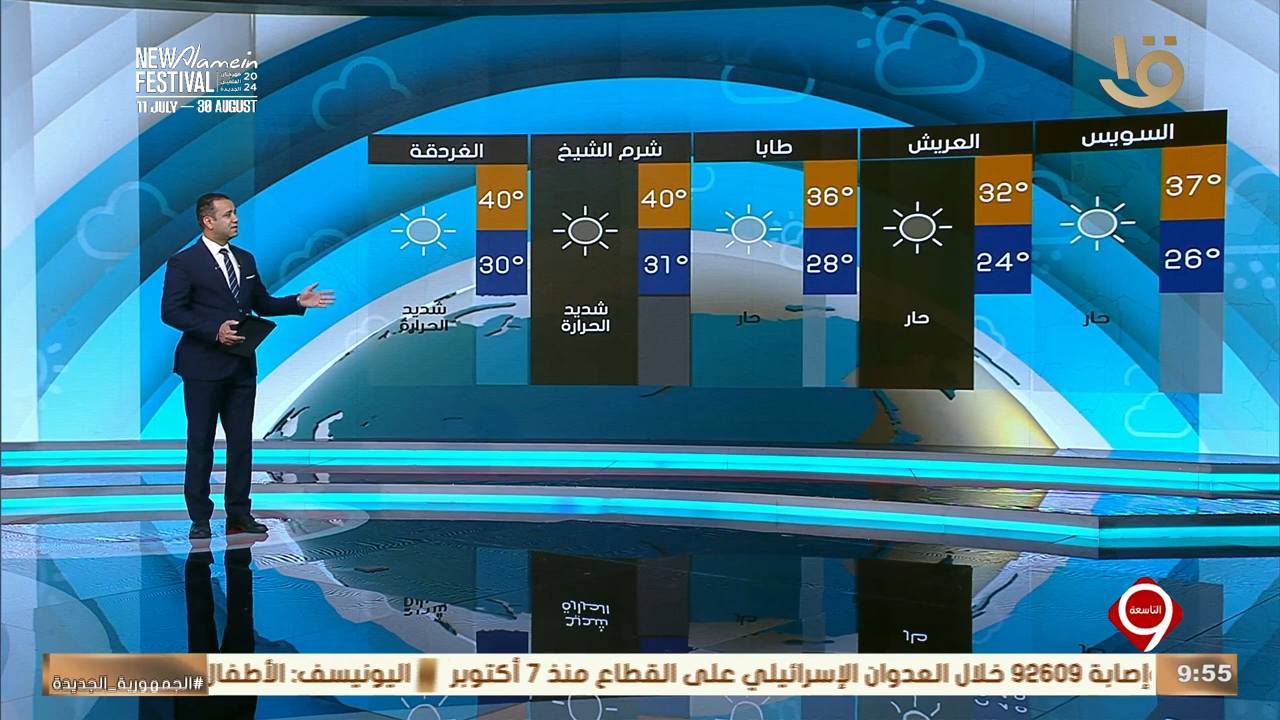 NEW Alamein
FESTIVAL
مهرجان
العلمين
الجديدة
20
24
11 JULY — 30 AUGUST
السويس
37°
26°
حار
العريش
32°
24°
حار
طابا
36°
28°
حار
شرم الشيخ
40°
31°
شديد
الحرارة
الغردقة
40°
30°
شديد
الحرارة
التاسعة
9
9:55
إصابة 92609 خلال العدوان الإسرائيلي على القطاع منذ 7 أكتوبر
اليونيسف: الأطفال
#الجمهورية_الجديدة